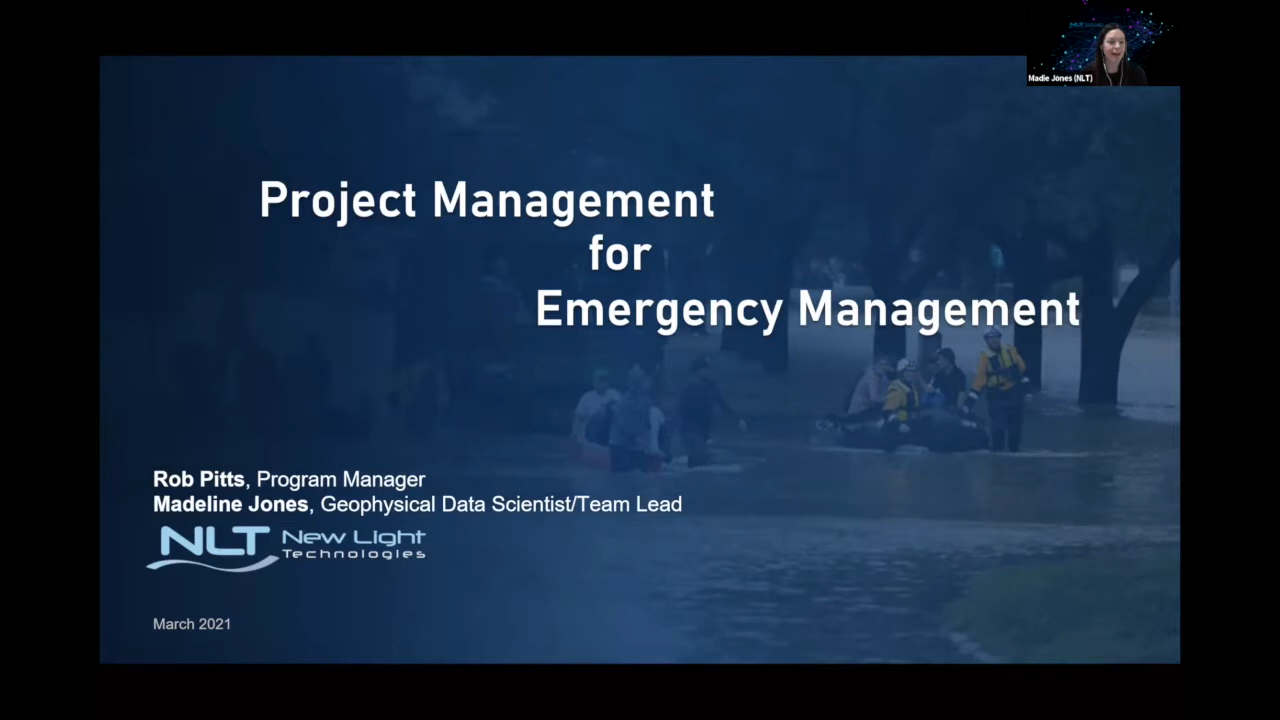 Madie Jones (NLT)
Project Management
for
Emergency Management
Rob Pitts, Program Manager
Madeline Jones, Geophysical Data Scientist/Team Lead
NLT New Light
Technologies
March 2021